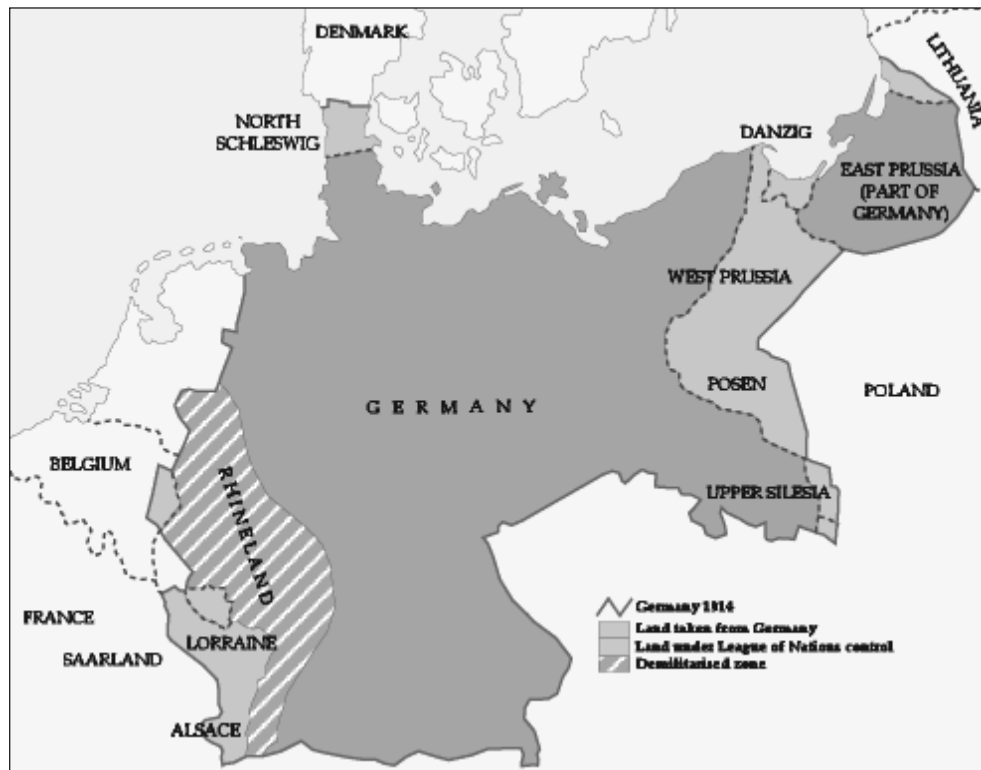 DENMARK
LITHUANIA
NORTH
SCHLESWIG
DANZIG
EAST PRUSSIA
(PART OF
GERMANY)
WEST PRUSSIA
POSEN
POLAND
GERMANY
BELGIUM
RHINELAND
UPPER SILESIA
FRANCE
SAARLAND
LORRAINE
ALSACE
Germany 1914
Land taken from Germany
Land under League of Nations control
Demilitarised zone